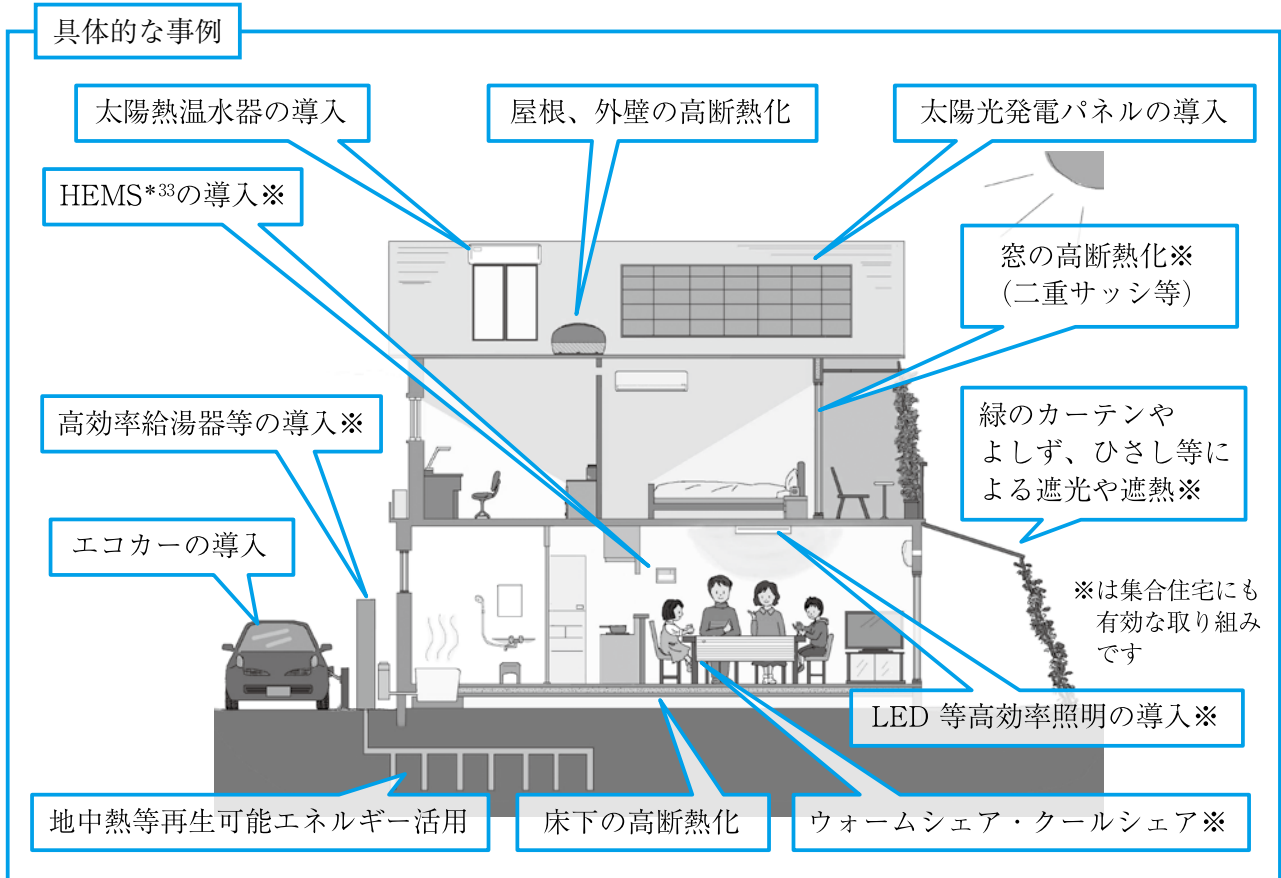 具体的な事例
太陽熱温水器の導入
屋根、外壁の高断熱化
太陽光発電パネルの導入
HEMS*33の導入※
窓の高断熱化※
（二重サッシ等）
高効率給湯器等の導入※
緑のカーテンや
よしず、ひさし等に
よる遮光や遮熱※
エコカーの導入
※は集合住宅にも
有効な取り組み
です
LED 等高効率照明の導入※
地中熱等再生可能エネルギー活用
床下の高断熱化
ウォームシェア・クールシェア※